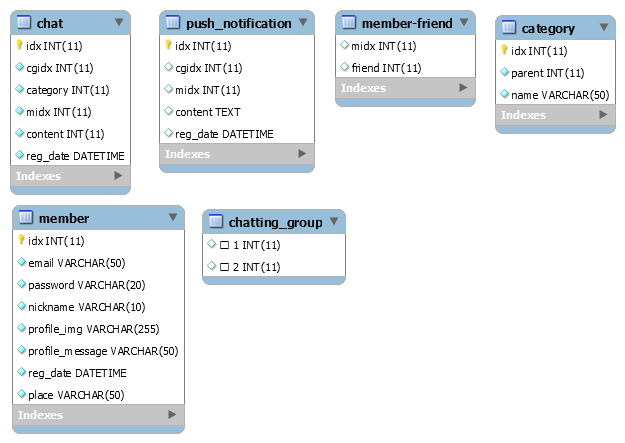 chat
idx INT(11)
cgidx INT(11)
category INT(11)
midx INT(11)
content INT(11)
reg_date DATETIME
Indexes
push_notification
idx INT(11)
cgidx INT(11)
midx INT(11)
content TEXT
reg_date DATETIME
Indexes
member-friend
midx INT(11)
friend INT(11)
Indexes
category
idx INT(11)
parent INT(11)
name VARCHAR(50)
Indexes
member
idx INT(11)
email VARCHAR(50)
password VARCHAR(20)
nickname VARCHAR(10)
profile_img VARCHAR(255)
profile_message VARCHAR(50)
reg_date DATETIME
place VARCHAR(50)
Indexes
chatting_group
□ 1 INT(11)
□ 2 INT(11)
Indexes